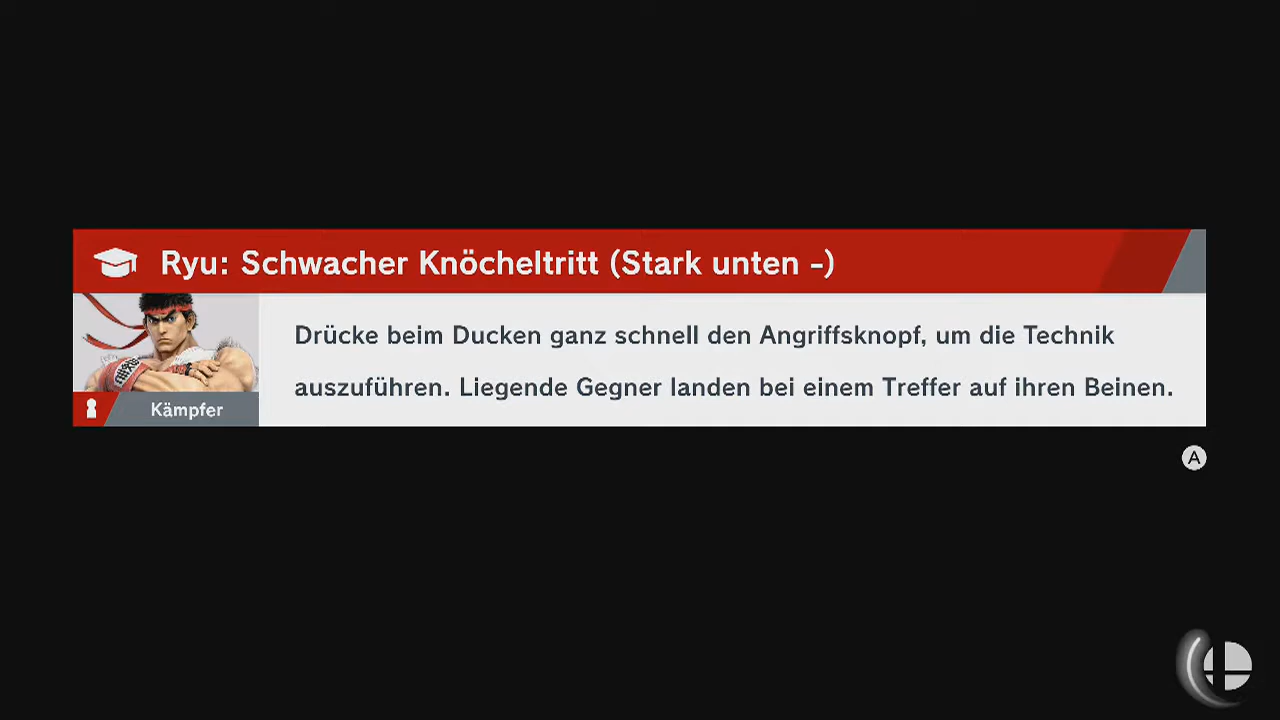 Ryu: Schwacher Knöcheltritt (Stark unten -)
Drücke beim Ducken ganz schnell den Angriffsknopf, um die Technik
auszuführen. Liegende Gegner landen bei einem Treffer auf ihren Beinen.
Kämpfer
A